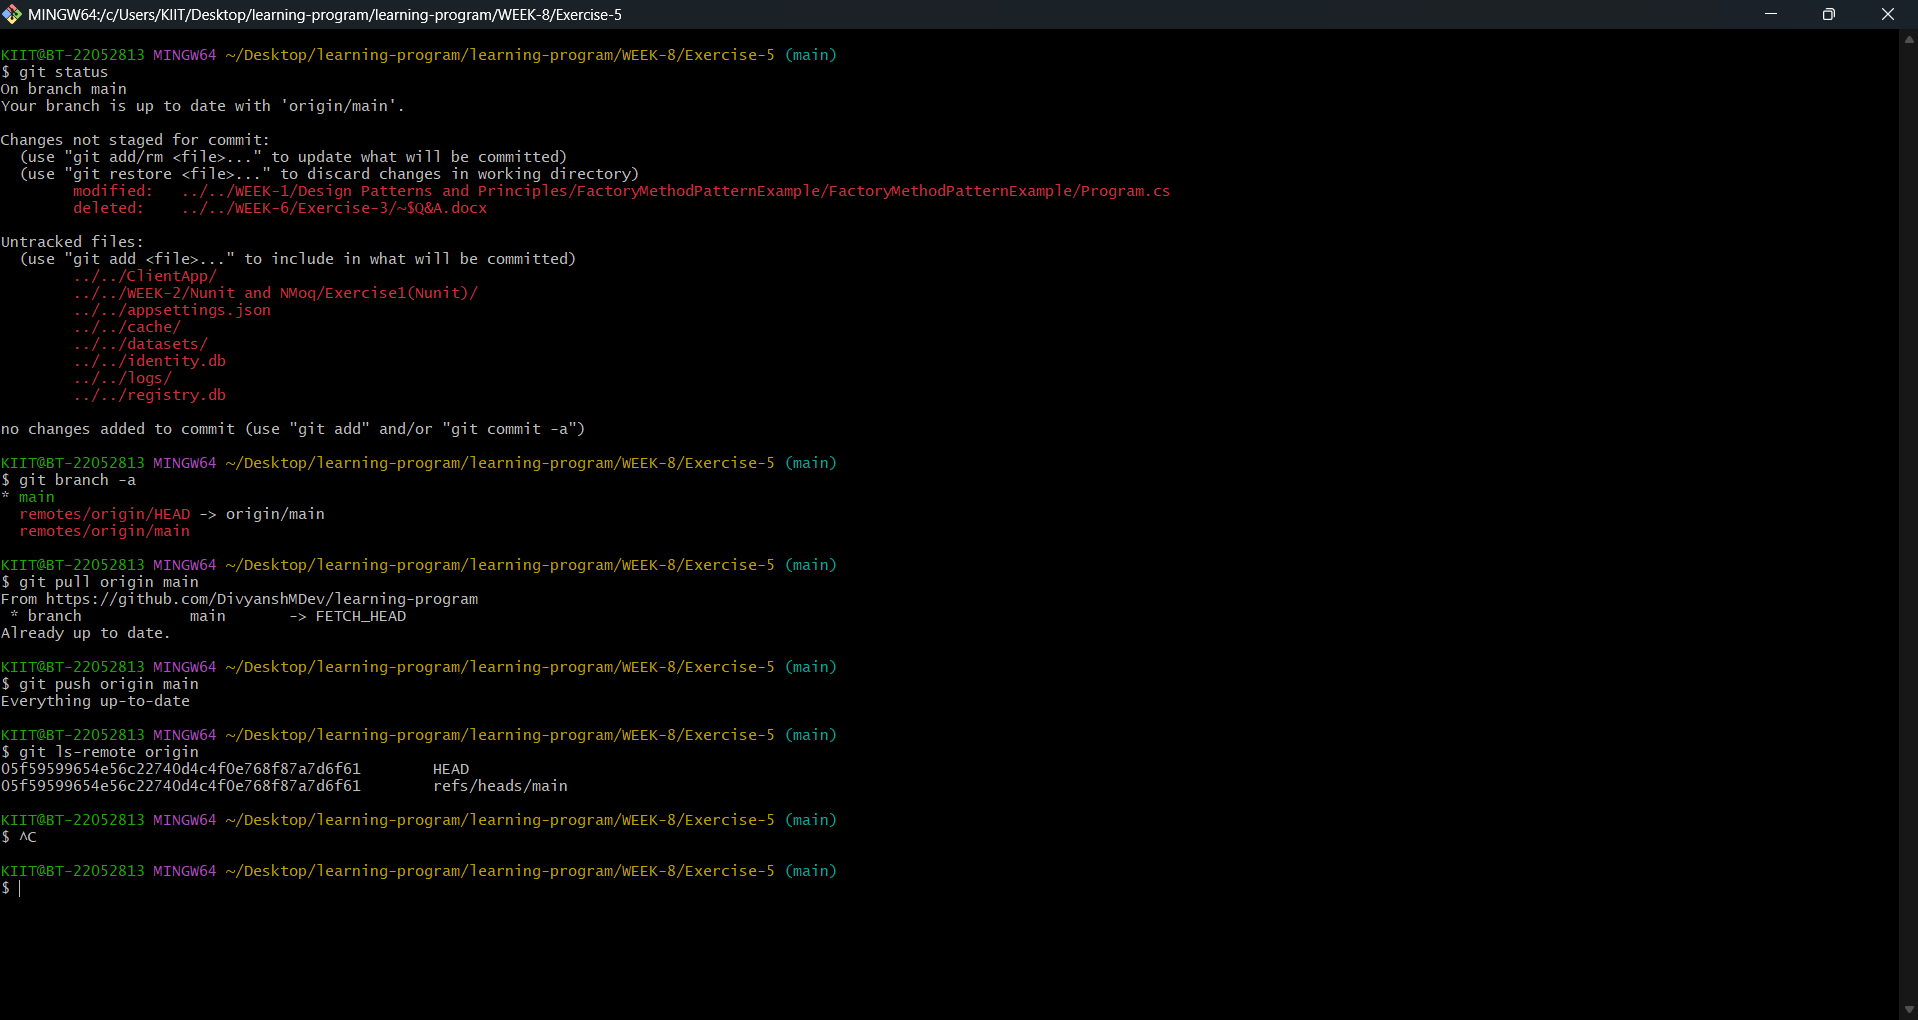 MINGW64:/c/Users/KIIT/Desktop/learning-program/learning-program/WEEK-8/Exercise-5
KIIT@BT-22052813 MINGW64 ~/Desktop/learning-program/learning-program/WEEK-8/Exercise-5 (main)
$ git status
On branch main
Your branch is up to date with 'origin/main'.
Changes not staged for commit:
  (use "git add/rm <file>..." to update what will be committed)
  (use "git restore <file>..." to discard changes in working directory)
        modified:   ../../WEEK-1/Design Patterns and Principles/FactoryMethodPatternExample/FactoryMethodPatternExample/Program.cs
        deleted:    ../../WEEK-6/Exercise-3/~$Q&A.docx
Untracked files:
  (use "git add <file>..." to include in what will be committed)
        ../../ClientApp/
        ../../WEEK-2/Nunit and NMoq/Exercise1(Nunit)/
        ../../appsettings.json
        ../../cache/
        ../../datasets/
        ../../identity.db
        ../../logs/
        ../../registry.db
no changes added to commit (use "git add" and/or "git commit -a")
KIIT@BT-22052813 MINGW64 ~/Desktop/learning-program/learning-program/WEEK-8/Exercise-5 (main)
$ git branch -a
* main
  remotes/origin/HEAD -> origin/main
  remotes/origin/main
KIIT@BT-22052813 MINGW64 ~/Desktop/learning-program/learning-program/WEEK-8/Exercise-5 (main)
$ git pull origin main
From https://github.com/DivyanshMDev/learning-program
 * branch            main       -> FETCH_HEAD
Already up to date.
KIIT@BT-22052813 MINGW64 ~/Desktop/learning-program/learning-program/WEEK-8/Exercise-5 (main)
$ git push origin main
Everything up-to-date
KIIT@BT-22052813 MINGW64 ~/Desktop/learning-program/learning-program/WEEK-8/Exercise-5 (main)
$ git ls-remote origin
05f59599654e56c22740d4c4f0e768f87a7d6f61        HEAD
05f59599654e56c22740d4c4f0e768f87a7d6f61        refs/heads/main
KIIT@BT-22052813 MINGW64 ~/Desktop/learning-program/learning-program/WEEK-8/Exercise-5 (main)
$ ^C
KIIT@BT-22052813 MINGW64 ~/Desktop/learning-program/learning-program/WEEK-8/Exercise-5 (main)
$